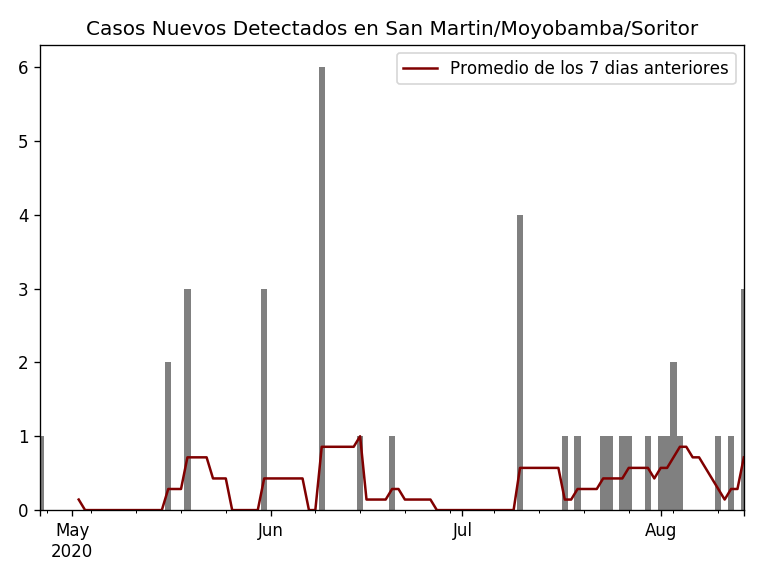 Casos Nuevos Detectados en San Martin/Moyobamba/Soritor
Promedio de los 7 dias anteriores
6
5
4
3
2
1
0
May Jun Jul Aug
2020